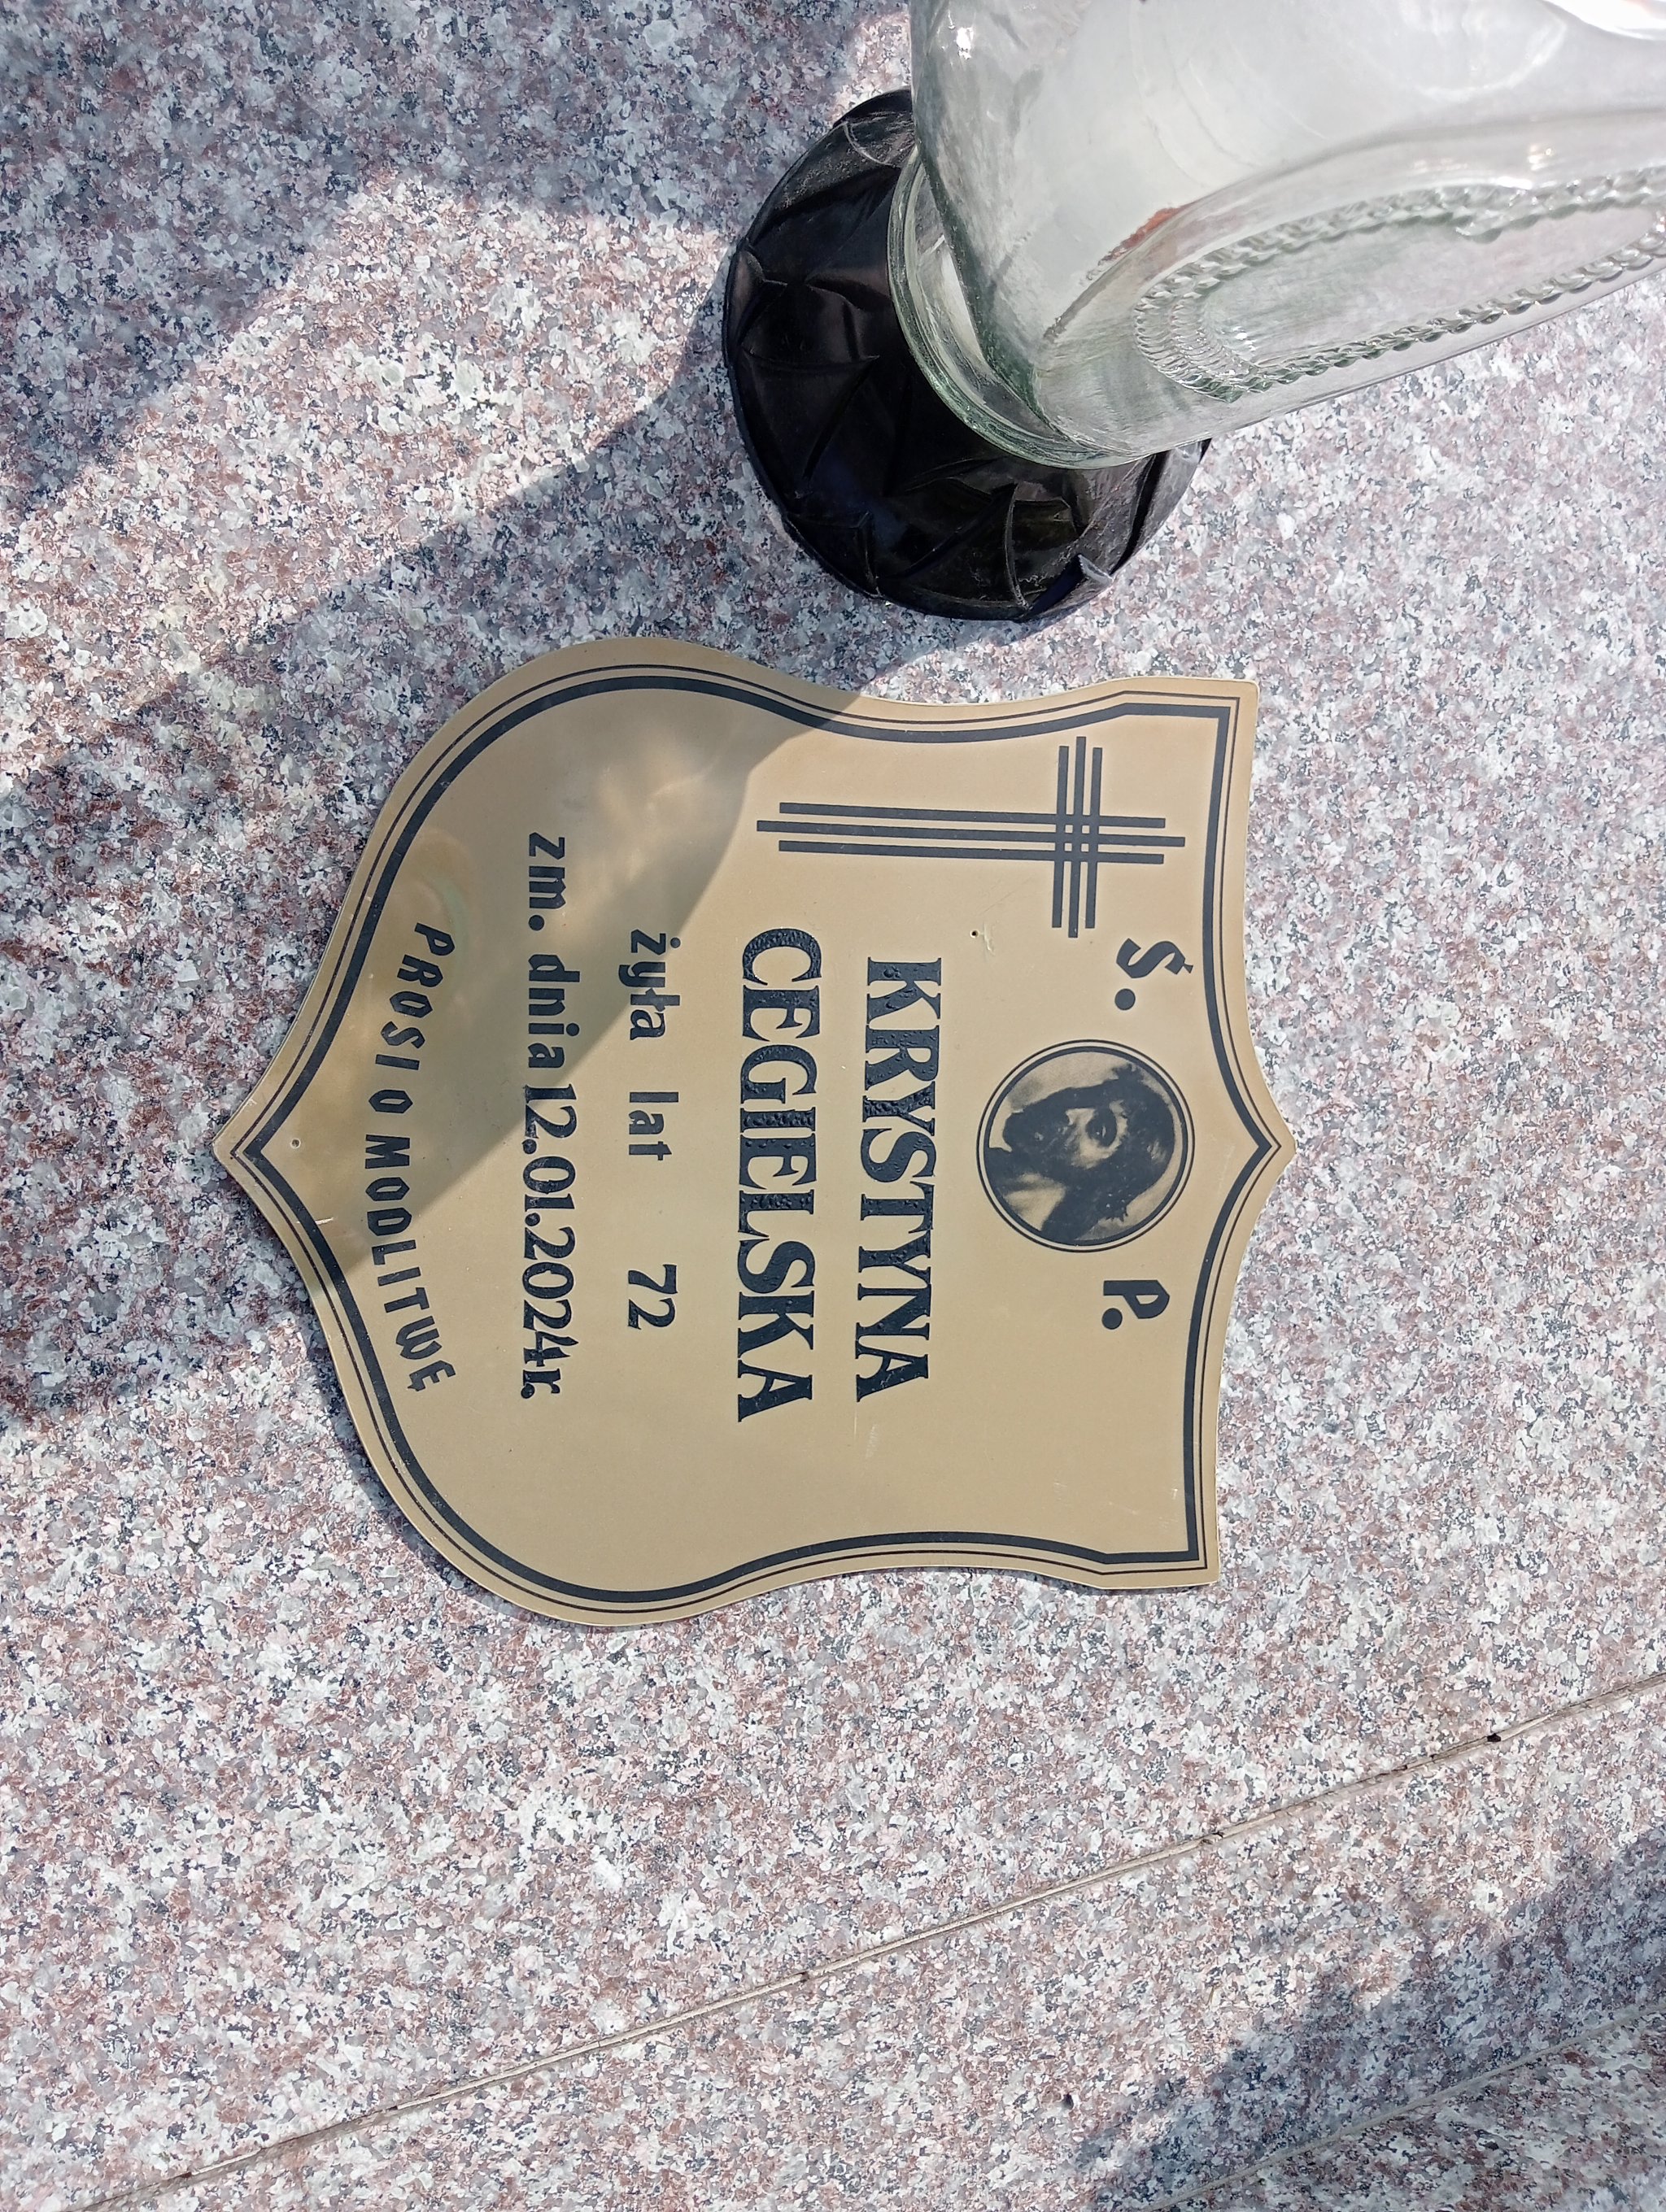 Ś. P.
KRYSTYNA
CEGIELSKA
żyła lat 72
zm. dnia 12.01.2024r.
PROSI O MODLITWĘ